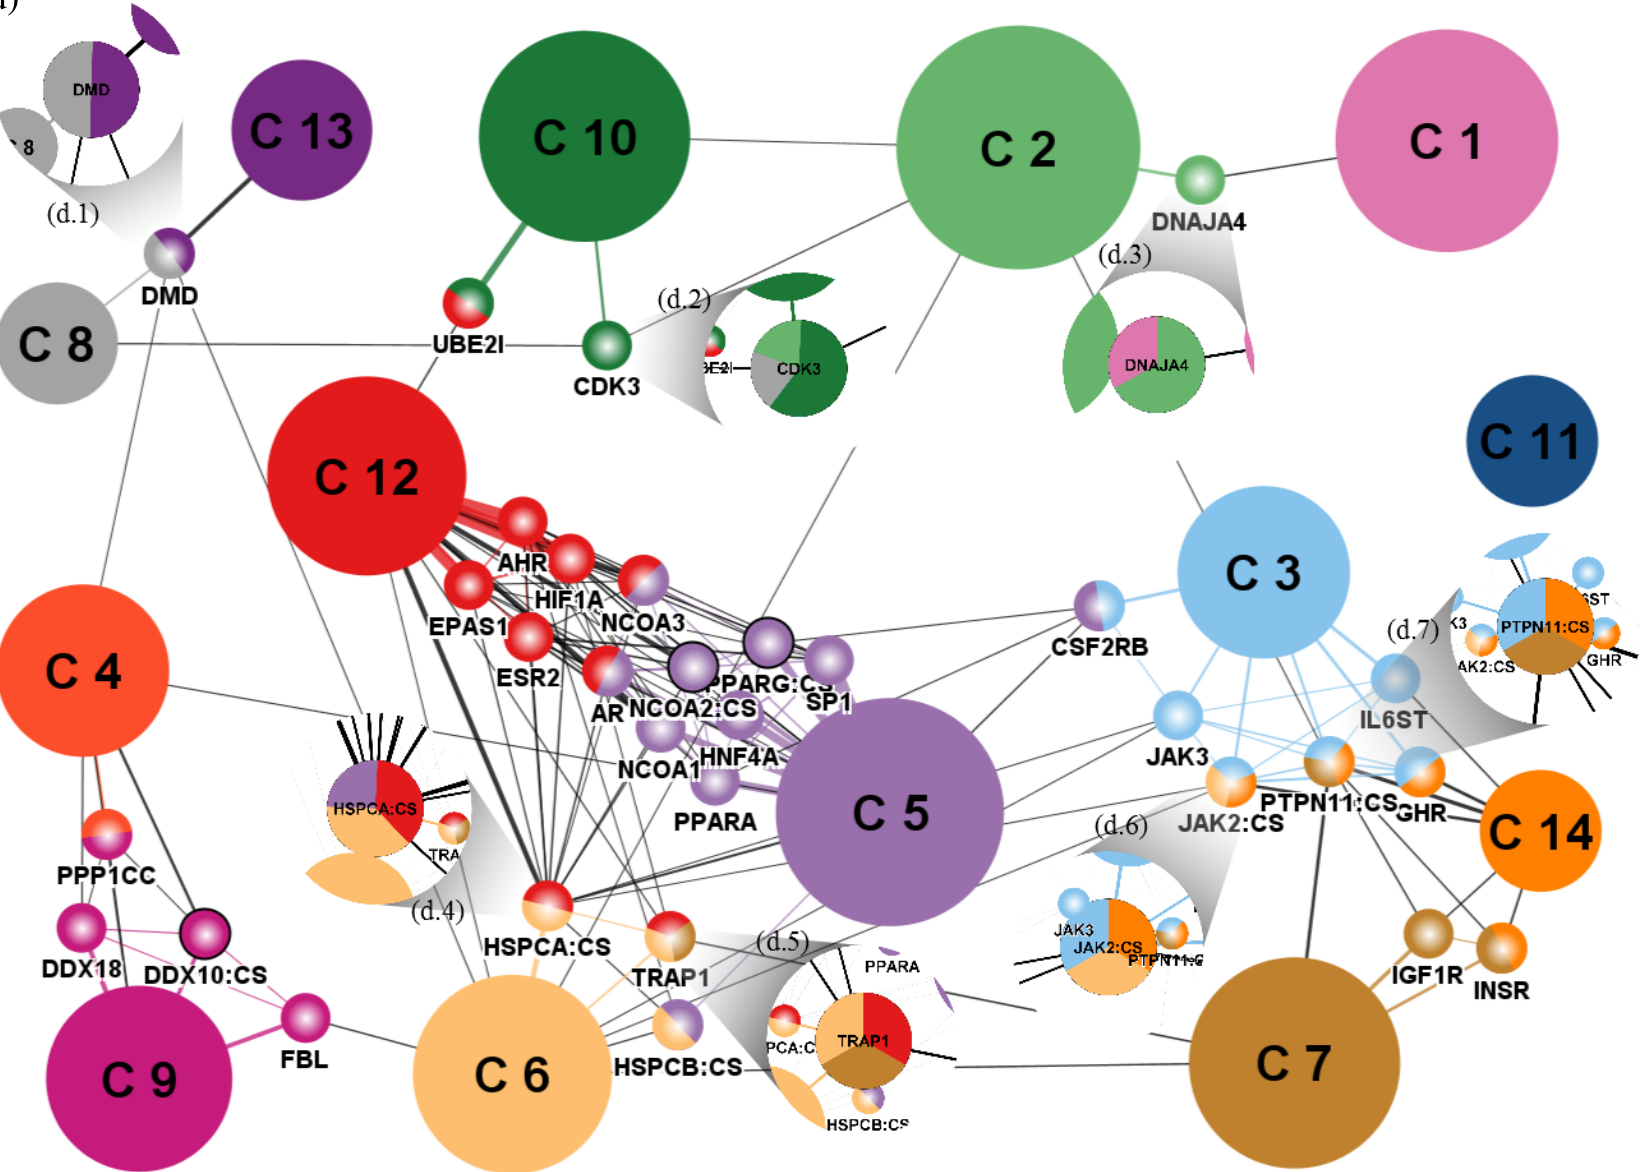 DMD
C 13
C 10
C 2
C 1
8
(d.1)
DNAJA4
(d.3)
DMD
(d.2)
C 8
UBE2I
CDK3
CDK3
DNAJA4
C 11
C 12
C 3
AHR
HIF1A
EPAS1
NCOA3
CSF2RB
(d.7)
PTPN11:CS
GHR
C 4
ESR2
PPARG:CS
SP1
AR
NCOA2:CS
IL6ST
HNF4A
NCOA1
JAK3
HSPCA:CS
PPARA
C 5
PTPN11:CS
GHR
JAK2:CS
(d.6)
C 14
TRA
PPP1CC
(d.4)
HSPCA:CS
(d.5)
JAK3
JAK2:CS
DDX18
DDX10:CS
TRAP1
PPARA
IGF1R
INSR
FBL
TRAP1
C 9
C 6
HSPCB:CS
C 7
HSPCB:CS